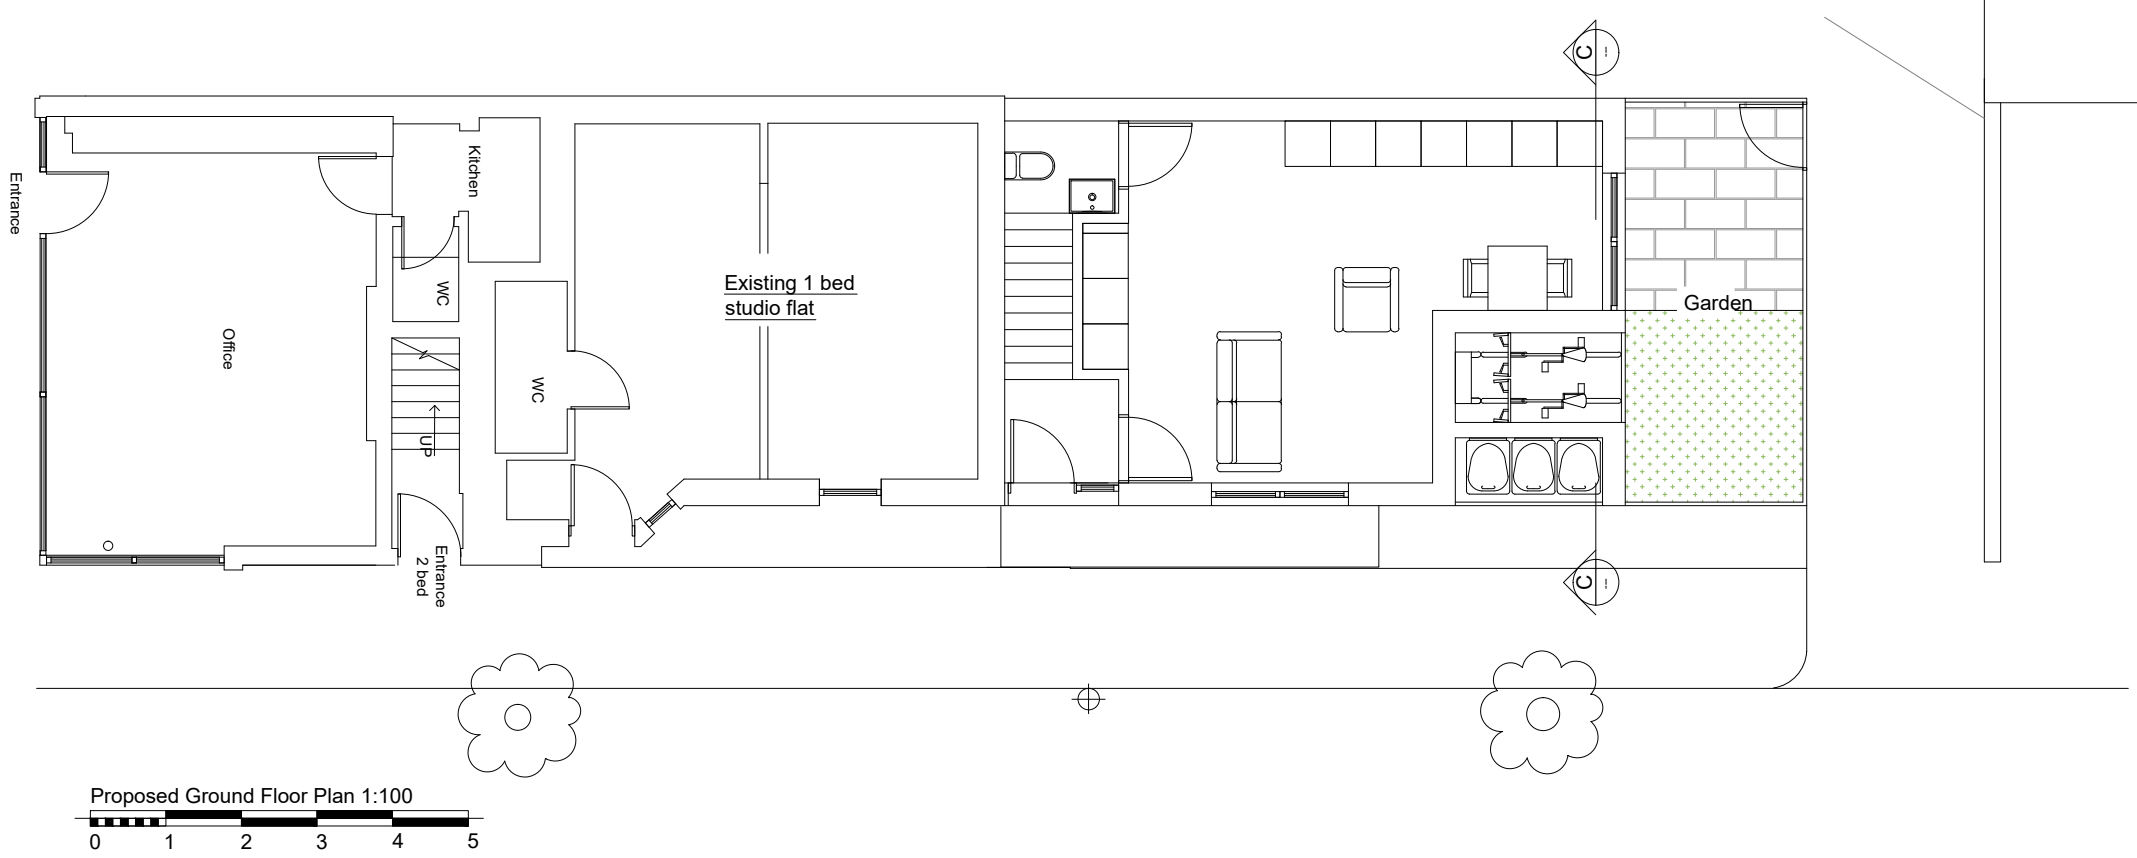 C
--
Entrance
Kitchen
WC
Office
WC
UP
Entrance
2 bed
Existing 1 bed
studio flat
Garden
C
--
Proposed Ground Floor Plan 1:100
0 1 2 3 4 5